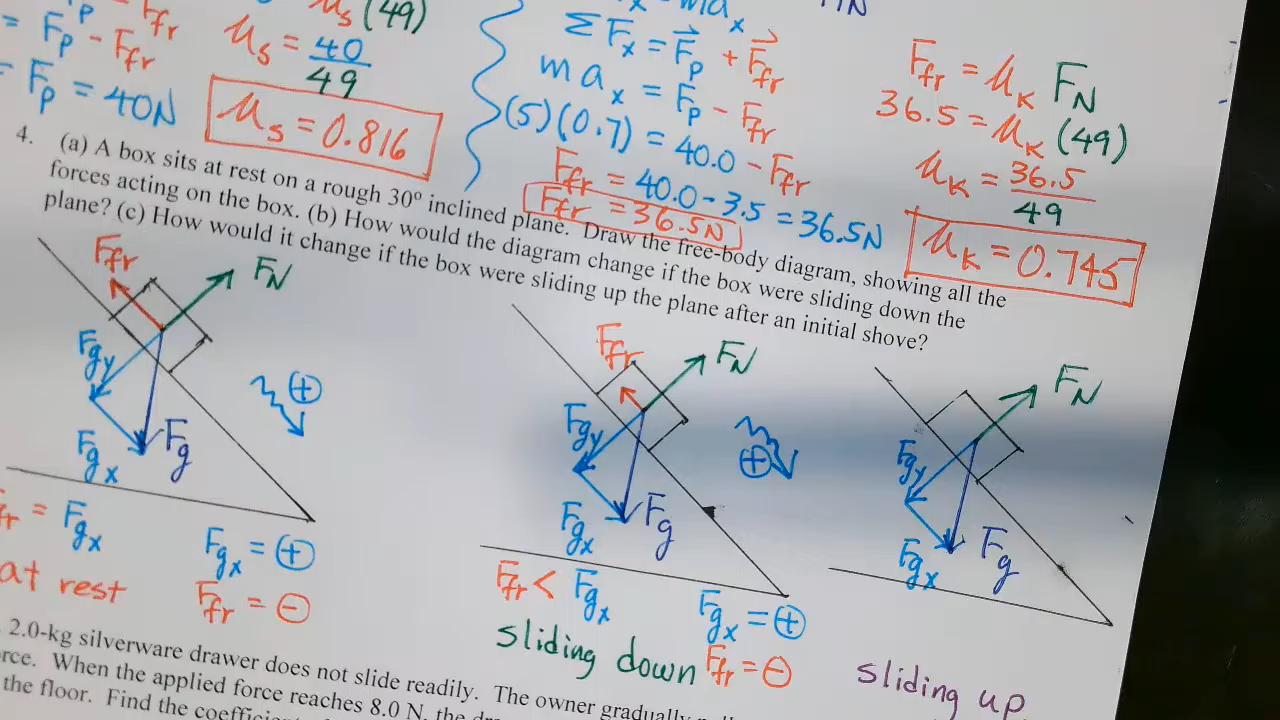 = Fp - Ffr
= Fp = 40N
μs (49)
μs = 40/49
μs = 0.816
ΣFx = Fp + Ffr
max = Fp - Ffr
(5)(0.7) = 40.0 - Ffr
Ffr = 40.0 - 3.5 = 36.5N
Ffr = 36.5N
Ffr = μK FN
36.5 = μK (49)
μK = 36.5/49
μK = 0.745
4. (a) A box sits at rest on a rough 30º inclined plane. Draw the free-body diagram, showing all the
forces acting on the box. (b) How would the diagram change if the box were sliding down the
plane? (c) How would it change if the box were sliding up the plane after an initial shove?
Ffr
FN
Fgy
Fgx
Fg
+
fr = Fgx
at rest
Fgx = +
Ffr = -
Ffr
FN
Fgy
Fgx
Fg
+
Ffr < Fgx
sliding down
Fgx = +
Ffr = -
FN
Fgy
Fgx
Fg
sliding up
2.0-kg silverware drawer does not slide readily. The owner gradually
When the applied force reaches 8.0 N, the
the floor. Find the